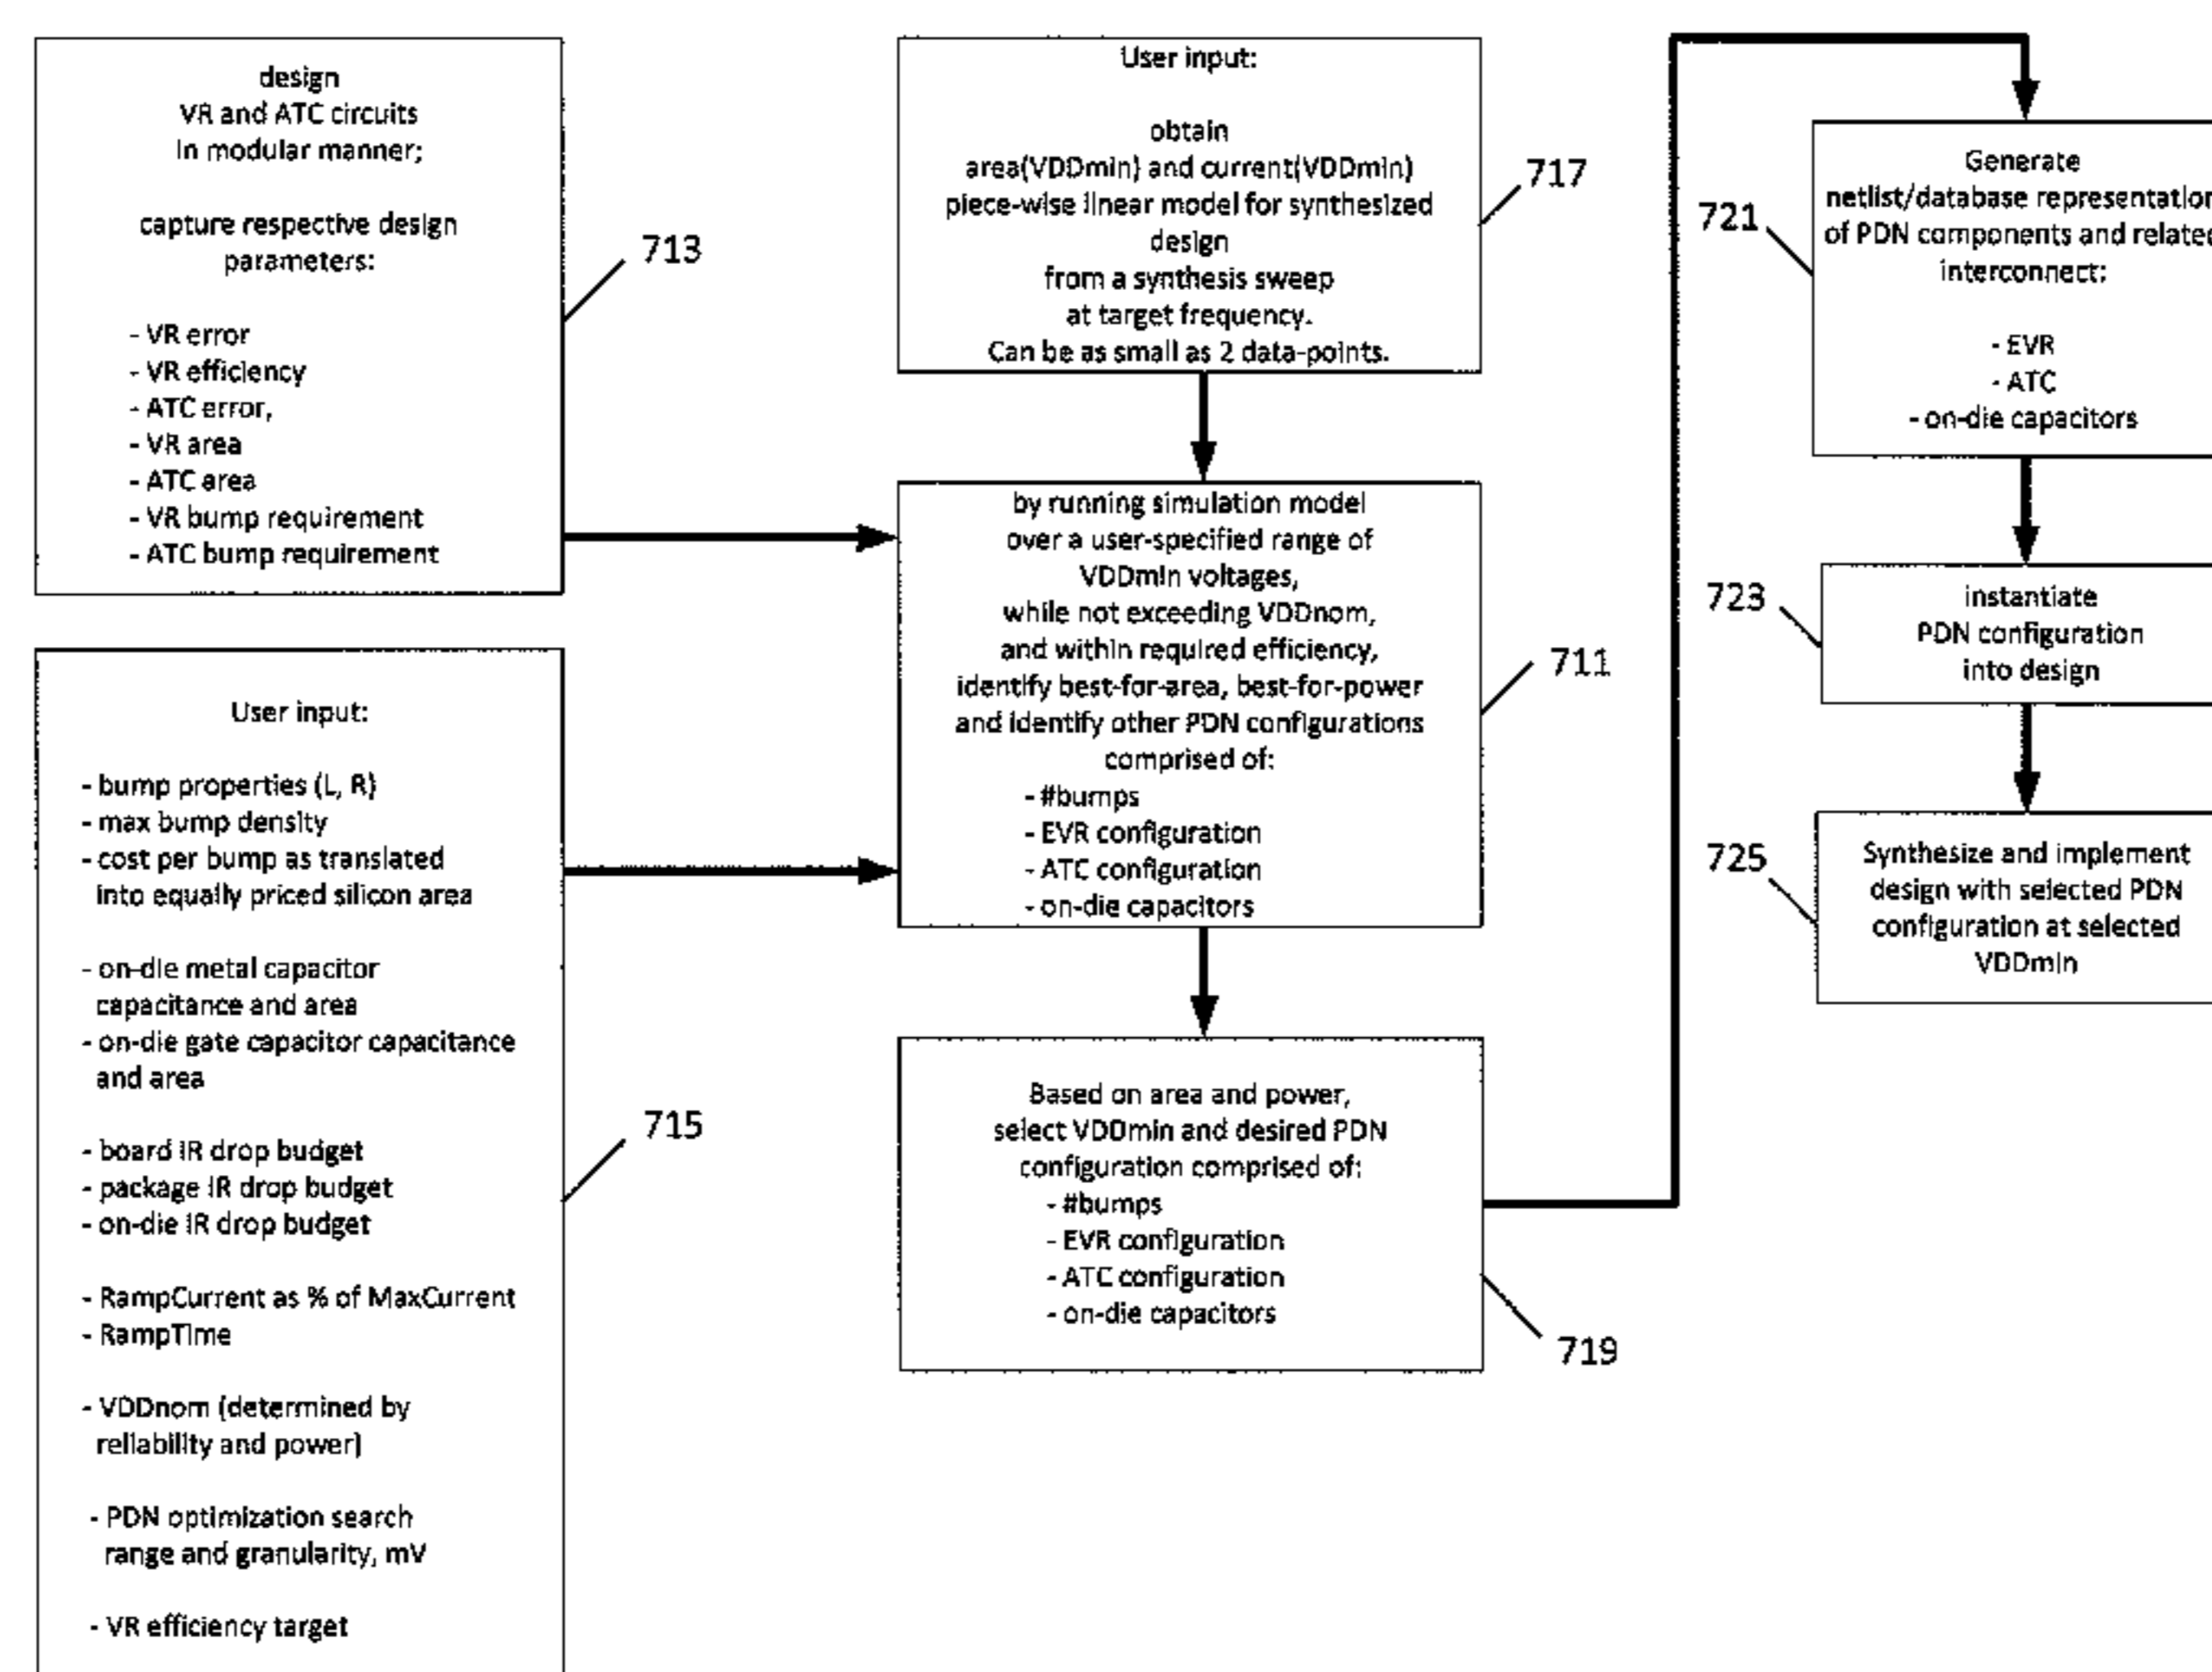 design
VR and ATC circuits
In modular manner;
capture respective design
parameters:
- VR error
- VR efficiency
- ATC error,
- VR area
- ATC area
- VR bump requirement
- ATC bump requirement
713
User input:
- bump properties (L, R)
- max bump density
- cost per bump as translated
into equally priced silicon area
- on-die metal capacitor
capacitance and area
- on-die gate capacitor capacitance
and area
- board IR drop budget
- package IR drop budget
- on-die IR drop budget
- RampCurrent as % of MaxCurrent
- RampTime
- VDDnom (determined by
reliability and power)
- PDN optimization search
range and granularity, mV
- VR efficiency target
715
User input:
obtain
area(VDDmin) and current(VDDmin)
piece-wise linear model for synthesized
design
from a synthesis sweep
at target frequency.
Can be as small as 2 data-points.
717
by running simulation model
over a user-specified range of
VDDmin voltages,
while not exceeding VDDnom,
and within required efficiency,
identify best-for-area, best-for-power
and identify other PDN configurations
comprised of:
- #bumps
- EVR configuration
- ATC configuration
- on-die capacitors
711
Based on area and power,
select VDDmin and desired PDN
configuration comprised of:
- #bumps
- EVR configuration
- ATC configuration
- on-die capacitors
719
Generate
netlist/database representation
of PDN components and related
interconnect:
- EVR
- ATC
- on-die capacitors
721
instantiate
PDN configuration
into design
723
Synthesize and implement
design with selected PDN
configuration at selected
VDDmin
725